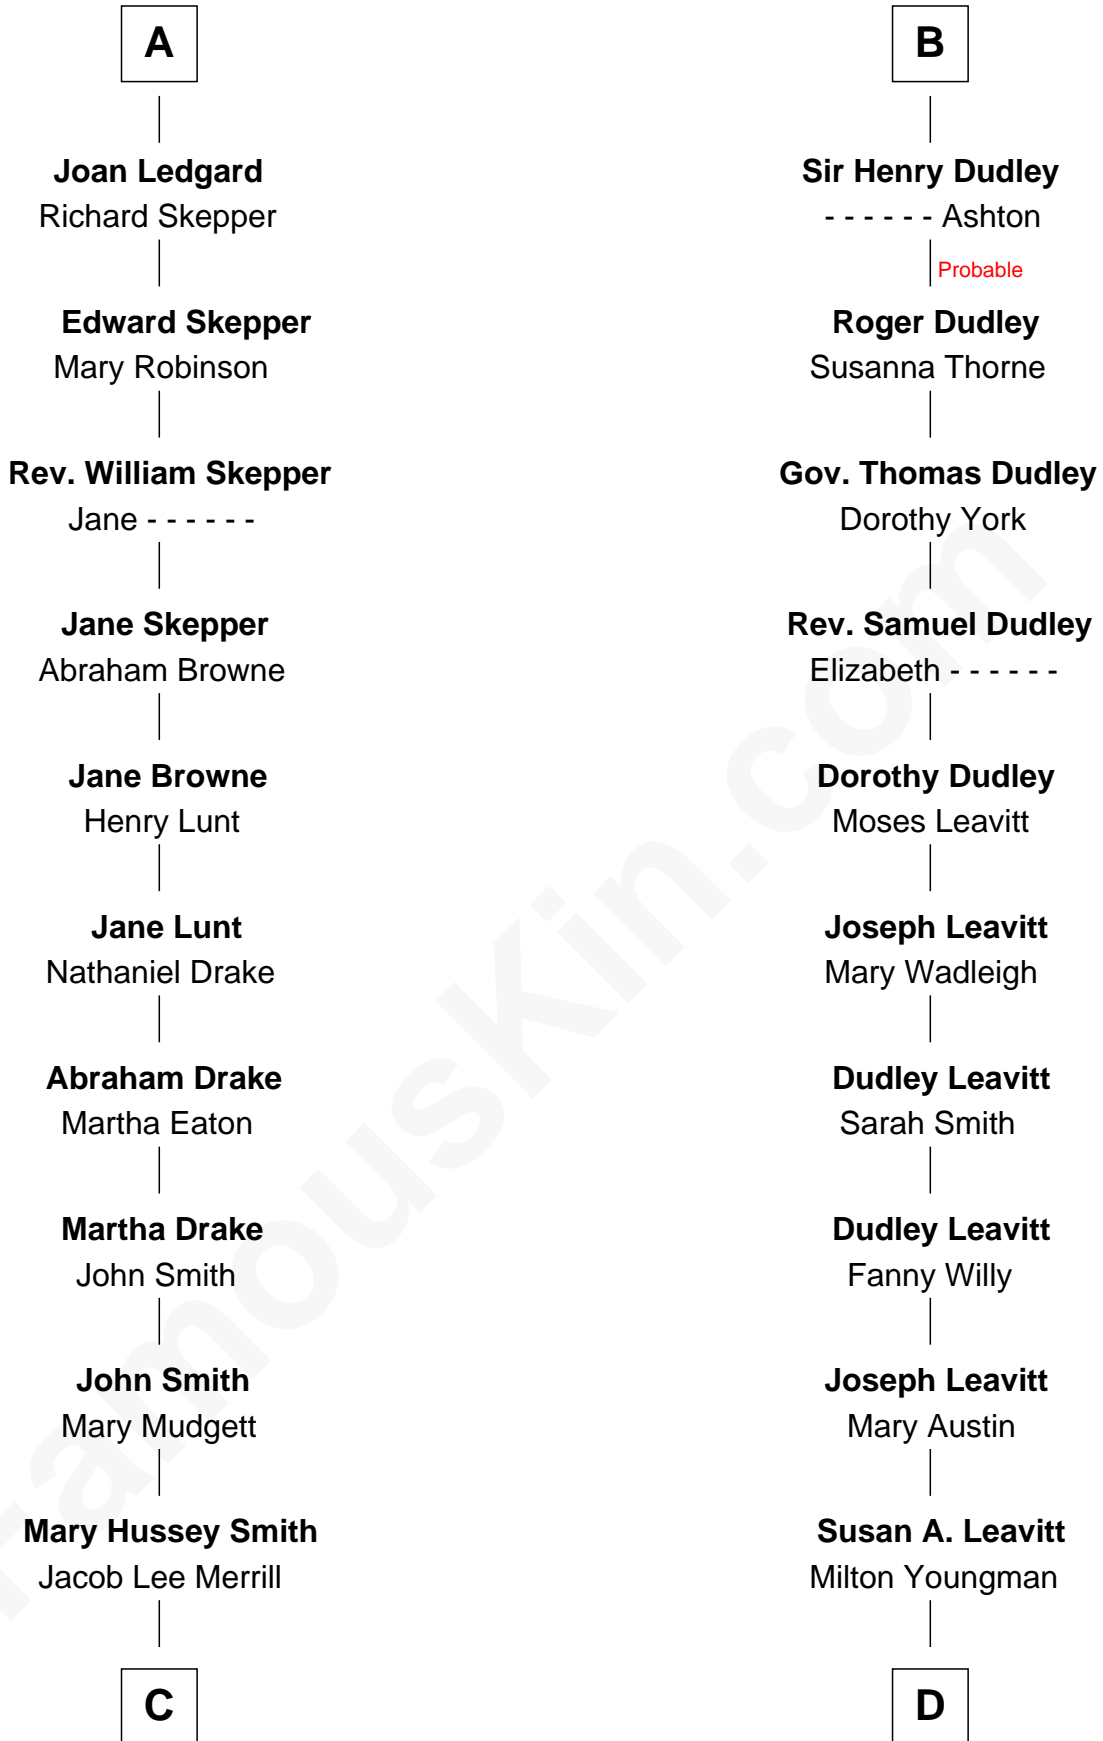 A
Joan Ledgard
Richard Skepper
Edward Skepper
Mary Robinson
Rev. William Skepper
Jane - - - - - -
Jane Skepper
Abraham Browne
Jane Browne
Henry Lunt
Jane Lunt
Nathaniel Drake
Abraham Drake
Martha Eaton
Martha Drake
John Smith
John Smith
Mary Mudgett
Mary Hussey Smith
Jacob Lee Merrill
C
B
Sir Henry Dudley
- - - - - - Ashton
Probable
Roger Dudley
Susanna Thorne
Gov. Thomas Dudley
Dorothy York
Rev. Samuel Dudley
Elizabeth - - - - - -
Dorothy Dudley
Moses Leavitt
Joseph Leavitt
Mary Wadleigh
Dudley Leavitt
Sarah Smith
Dudley Leavitt
Fanny Willy
Joseph Leavitt
Mary Austin
Susan A. Leavitt
Milton Youngman
D
FamousKin.com